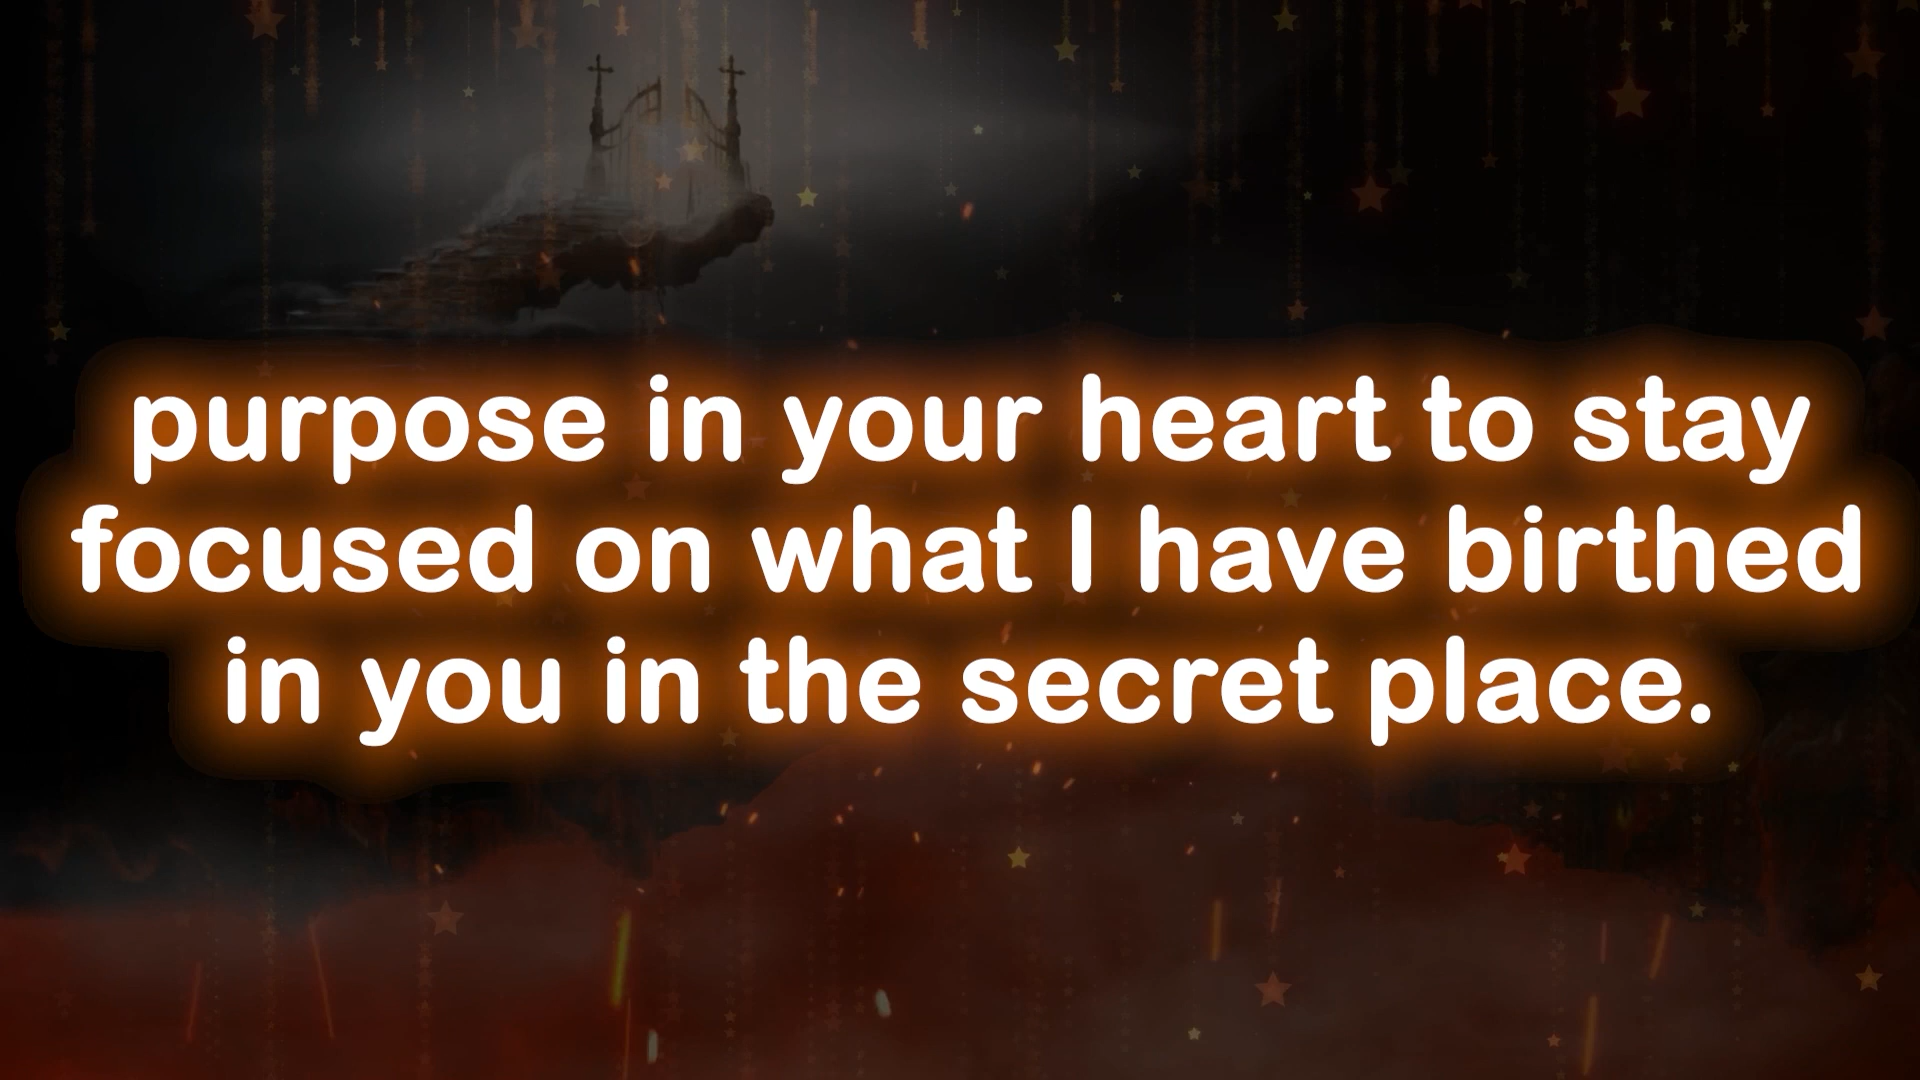 purpose in your heart to stay
focused on what I have birthed
in you in the secret place.